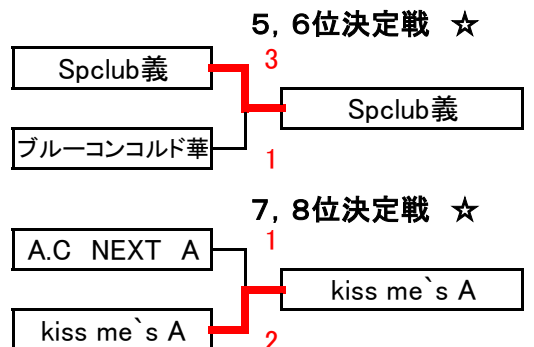 5，6位決定戦　☆
3
Spclub義
Spclub義
ブルーコンコルド華
1
7，8位決定戦　☆
1
A.C　NEXT　A
kiss me`s A
kiss me`s A
2